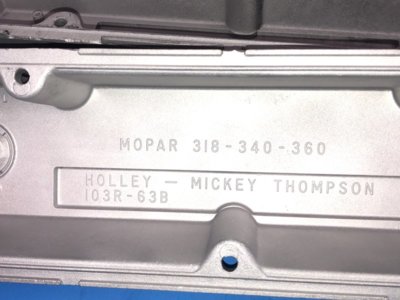 MOPAR 318-340-360
HOLLEY — MICKEY THOMPSON
103R-63B